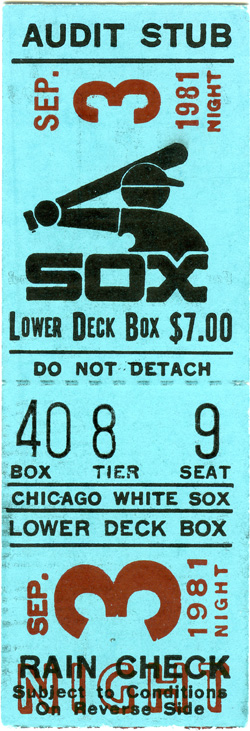 AUDIT STUB
SEP. 3 1981 NIGHT
SOX
LOWER DECK BOX $7.00
DO NOT DETACH
40 8 9
BOX TIER SEAT
CHICAGO WHITE SOX
LOWER DECK BOX
SEP. 3 1981 NIGHT
NIGHT
RAIN CHECK
Subject to Conditions
On Reverse Side